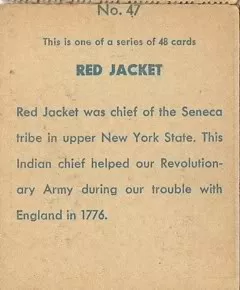 No. 47
This is one of a series of 48 cards
RED JACKET
Red Jacket was chief of the Seneca
tribe in upper New York State. This
Indian chief helped our Revolution-
ary Army during our trouble with
England in 1776.